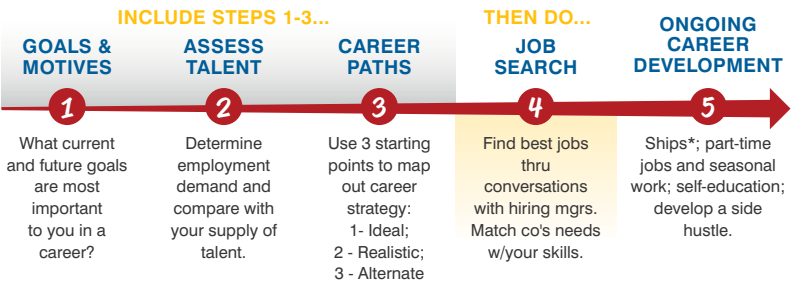 INCLUDE STEPS 1-3...
THEN DO...
GOALS &
MOTIVES
ASSESS
TALENT
CAREER
PATHS
JOB
SEARCH
ONGOING
CAREER
DEVELOPMENT
1
2
3
4
5
What current
and future goals
are most
important
to you in a
career?
Determine
employment
demand and
compare with
your supply of
talent.
Use 3 starting
points to map
out career
strategy:
1- Ideal;
2 - Realistic;
3 - Alternate
Find best jobs
thru
conversations
with hiring mgrs.
Match co's needs
w/your skills.
Ships*; part-time
jobs and seasonal
work; self-education;
develop a side
hustle.